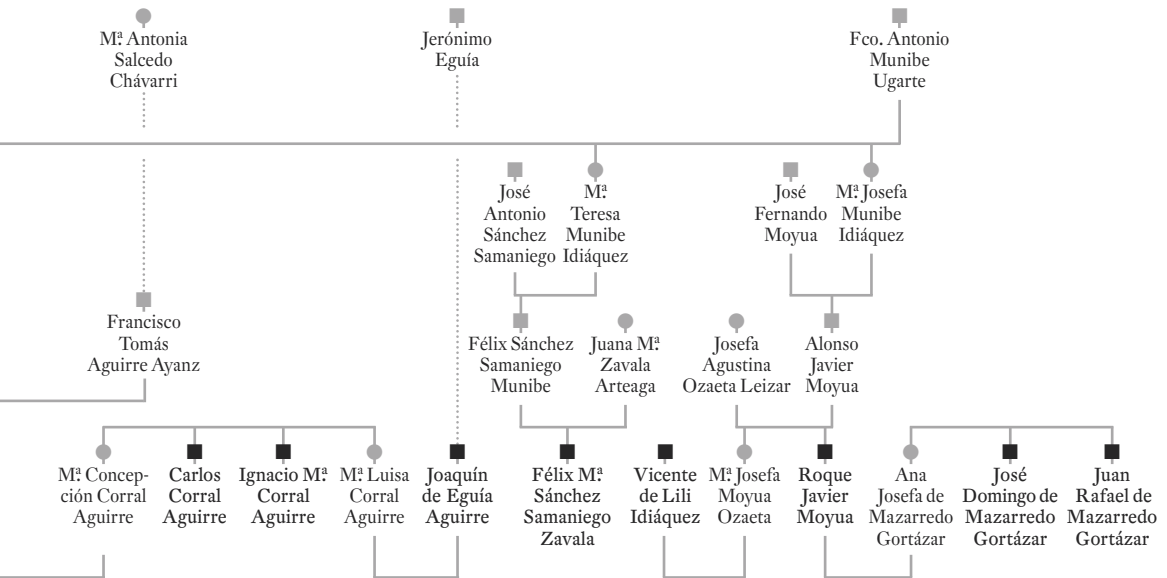 Mª Antonia
Salcedo
Chávarri
Jerónimo
Eguía
Fco. Antonio
Munibe
Ugarte
José
Antonio
Sánchez
Samaniego
Mª
Teresa
Munibe
Idiáquez
José
Fernando
Moyua
Mª Josefa
Munibe
Idiáquez
Francisco
Tomás
Aguirre Ayanz
Félix Sánchez
Samaniego
Munibe
Juana Mª
Zavala
Arteaga
Josefa
Agustina
Ozaeta Leizar
Alonso
Javier
Moyua
Mª Concep-
ción Corral
Aguirre
Carlos
Corral
Aguirre
Ignacio Mª
Corral
Aguirre
Mª Luisa
Corral
Aguirre
Joaquín
de Eguía
Aguirre
Félix Mª
Sánchez
Samaniego
Zavala
Vicente
de Lili
Idiáquez
Mª Josefa
Moyua
Ozaeta
Roque
Javier
Moyua
Ana
Josefa de
Mazarredo
Gortázar
José
Domingo de
Mazarredo
Gortázar
Juan
Rafael de
Mazarredo
Gortázar